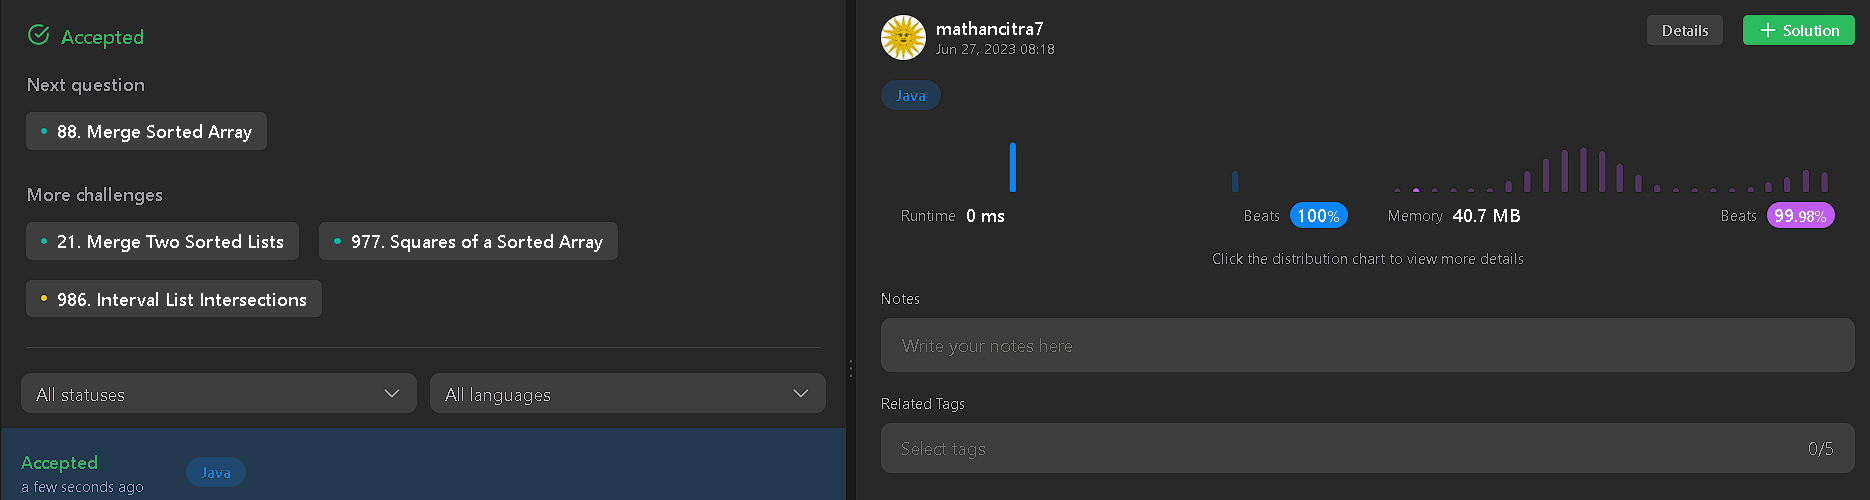 Accepted
Next question
88. Merge Sorted Array
More challenges
21. Merge Two Sorted Lists
977. Squares of a Sorted Array
986. Interval List Intersections
All statuses
All languages
Accepted
Java
a few seconds ago
mathancitra7
Jun 27, 2023 08:18
Details
+ Solution
Java
Runtime 0 ms
Beats 100%
Memory 40.7 MB
Beats 99.98%
Click the distribution chart to view more details
Notes
Write your notes here
Related Tags
Select tags
0/5